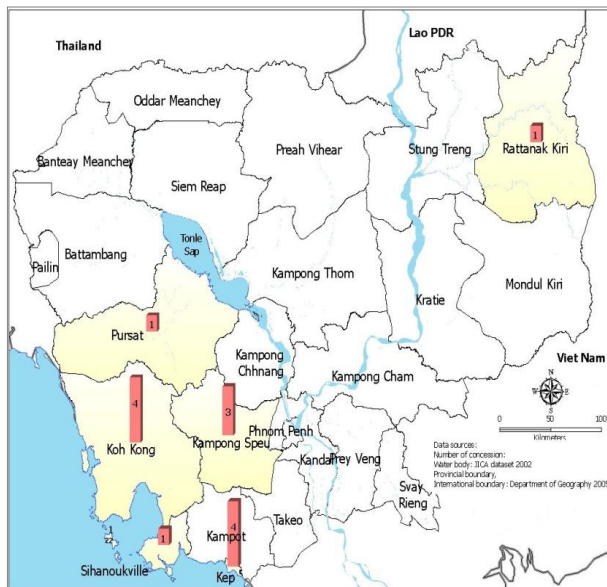 Thailand
Lao PDR
Oddar Meanchey
Preah Vihear
Stung Treng
1
Rattanak Kiri
Banteay Meanchey
Siem Reap
Tonle
Sap
Battambang
Pailin
Kampong Thom
Kratie
Mondul Kiri
1
Pursat
Kampong
Chhnang
Kampong Cham
Viet Nam
N
W
E
S
4
Koh Kong
3
Kampong Speu
Phnom Penh
Kandal
Prey Veng
Svay
Rieng
0
50
100
Kilometers
Data sources:
Number of concession:
Water body: JICA dataset 2002
Provincial boundary,
International boundary: Department of Geography 2005
1
4
Kampot
Takeo
Sihanoukville
Kep